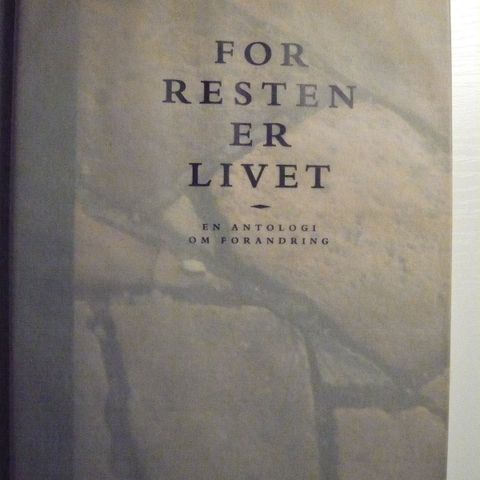 FOR
RESTEN
ER
LIVET
EN ANTOLOGI
OM FORANDRING